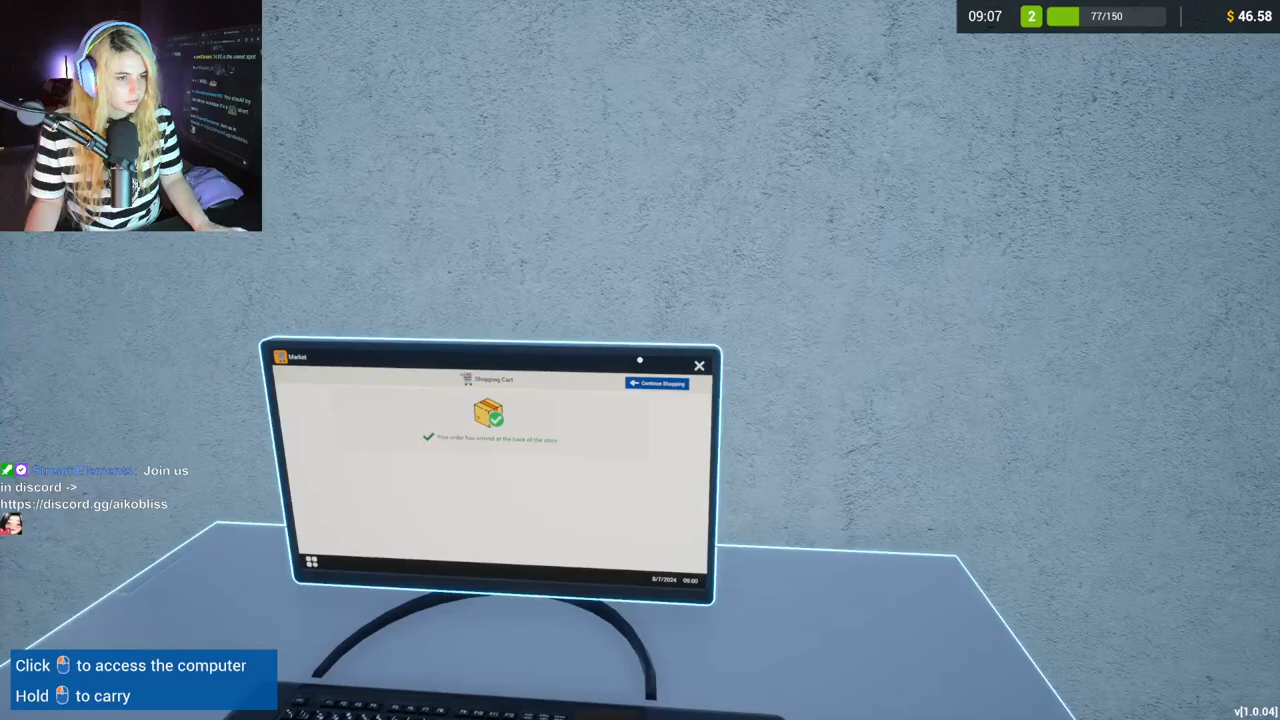 09:07 2 77/150 $ 46.58
Market
Shopping Cart
Continue Shopping
Your order has arrived at the back of the store
8/7/2024 09:00
StreamElements: Join us
in discord ->
https://discord.gg/aikobliss
Click to access the computer
Hold to carry
v[1.0.04]